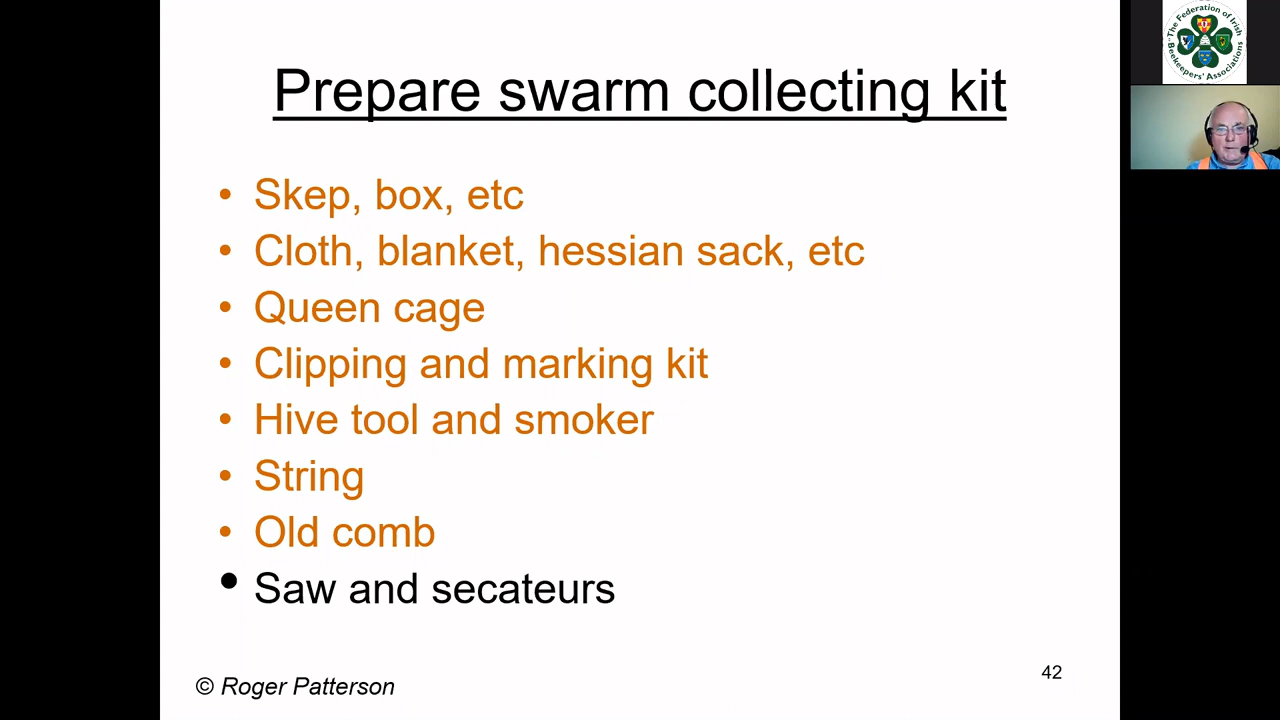 Prepare swarm collecting kit
• Skep, box, etc
• Cloth, blanket, hessian sack, etc
• Queen cage
• Clipping and marking kit
• Hive tool and smoker
• String
• Old comb
• Saw and secateurs
© Roger Patterson
42
"The Federation of Irish
Beekeepers' Associations"